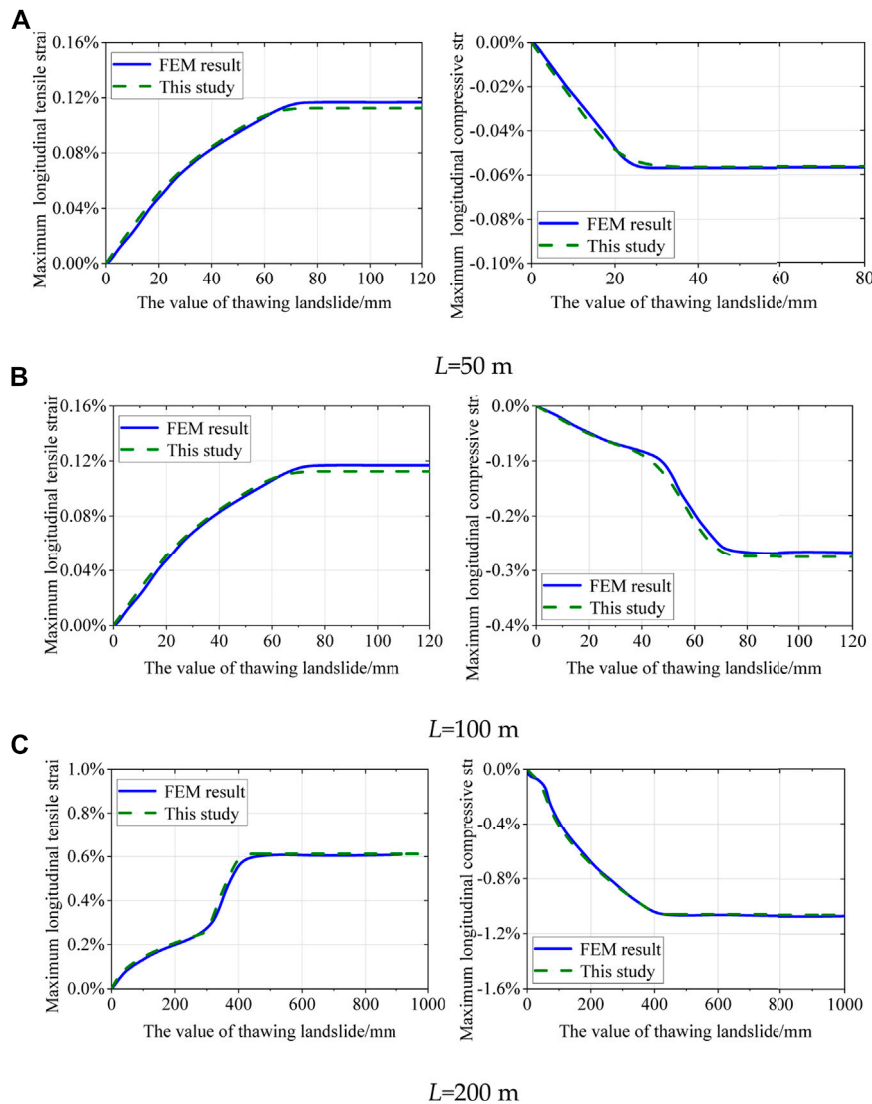 A
Maximum longitudinal tensile strai
0.16%
0.12%
0.08%
0.04%
0.00%
FEM result
This study
0 20 40 60 80 100 120
The value of thawing landslide/mm
Maximum longitudinal compressive str
0.00%
-0.02%
-0.04%
-0.06%
-0.08%
-0.10%
FEM result
This study
0 20 40 60 80
The value of thawing landslide/mm
L=50 m
B
Maximum longitudinal tensile strain
0.16%
0.12%
0.08%
0.04%
0.00%
FEM result
This study
0 20 40 60 80 100 120
The value of thawing landslide/mm
Maximum longitudinal compressive str
0.0%
-0.1%
-0.2%
-0.3%
-0.4%
FEM result
This study
0 20 40 60 80 100 120
The value of thawing landslide/mm
L=100 m
C
Maximum longitudinal tensile strai
1.0%
0.8%
0.6%
0.4%
0.2%
0.0%
FEM result
This study
0 200 400 600 800 1000
The value of thawing landslide/mm
Maximum longitudinal compressive str
0.0%
-0.4%
-0.8%
-1.2%
-1.6%
FEM result
This study
0 200 400 600 800 1000
The value of thawing landslide/mm
L=200 m